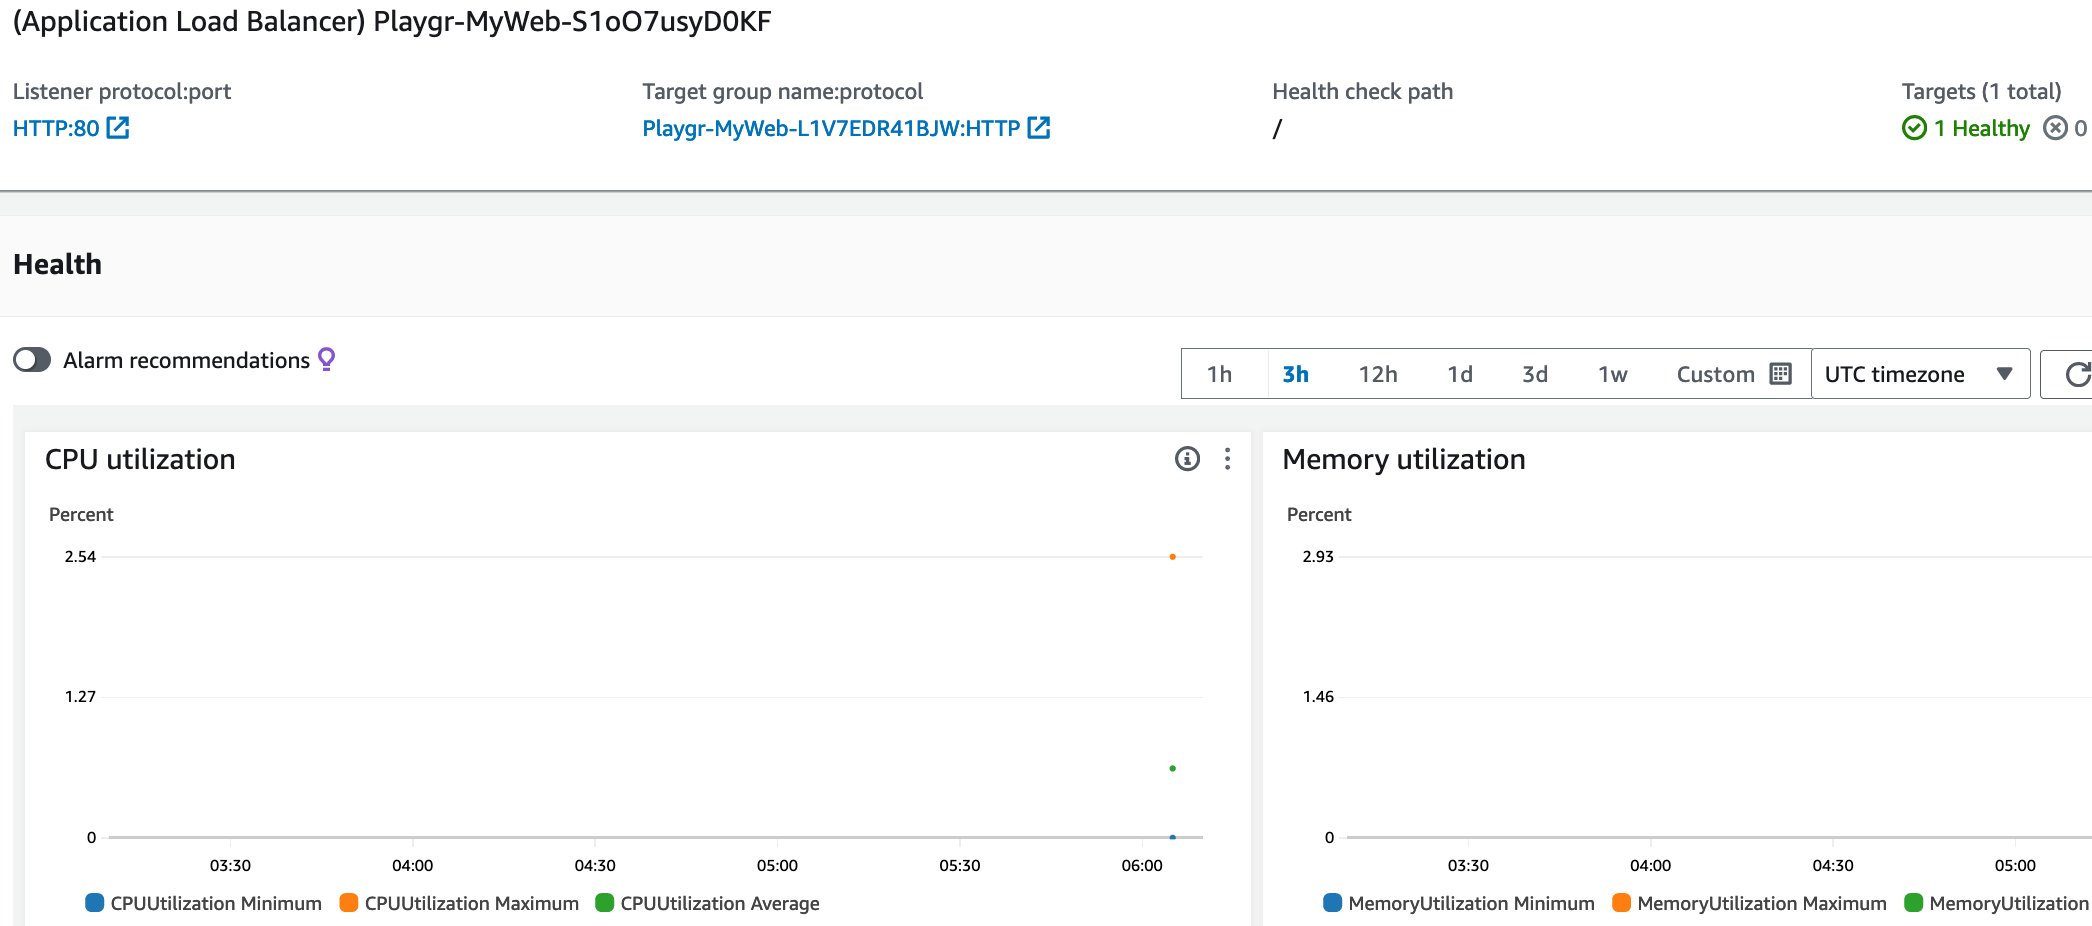 (Application Load Balancer) Playgr-MyWeb-S1oO7usyD0KF
Listener protocol:port
HTTP:80
Target group name:protocol
Playgr-MyWeb-L1V7EDR41BJW:HTTP
Health check path
/
Targets (1 total)
1 Healthy 0
Health
Alarm recommendations
1h 3h 12h 1d 3d 1w Custom UTC timezone
CPU utilization
Percent
2.54
1.27
0
03:30 04:00 04:30 05:00 05:30 06:00
CPUUtilization Minimum CPUUtilization Maximum CPUUtilization Average
Memory utilization
Percent
2.93
1.46
0
03:30 04:00 04:30 05:00
MemoryUtilization Minimum MemoryUtilization Maximum MemoryUtilization